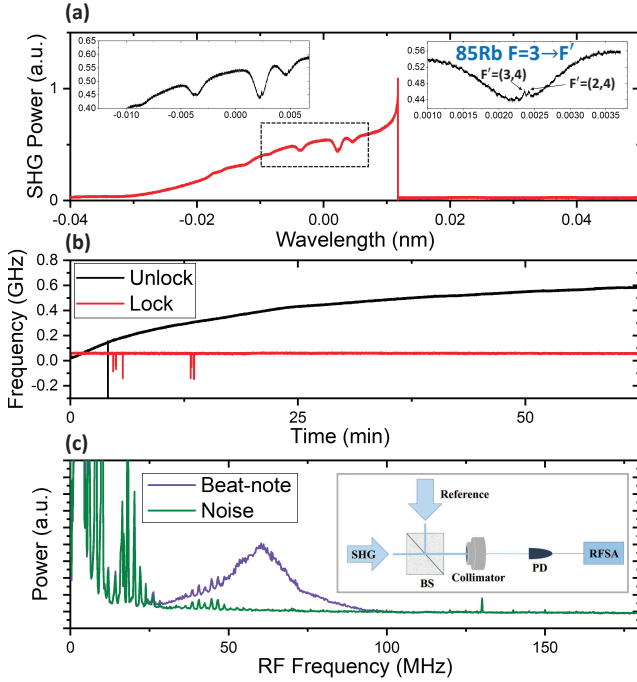 (a)
SHG Power (a.u.)
1
0
0.65
0.60
0.55
0.50
0.45
0.40
-0.010
-0.005
0.000
0.005
85Rb F=3→F′
F′=(3,4)
F′=(2,4)
0.56
0.52
0.48
0.44
0.0010
0.0015
0.0020
0.0025
0.0030
0.0035
-0.04
-0.02
0.00
0.02
0.04
Wavelength (nm)
(b)
Frequency (GHz)
0.8
0.6
0.4
0.2
0.0
-0.2
Unlock
Lock
0
25
50
Time (min)
(c)
Power (a.u.)
Beat-note
Noise
Reference
SHG
BS
Collimator
PD
RFSA
0
50
100
150
RF Frequency (MHz)